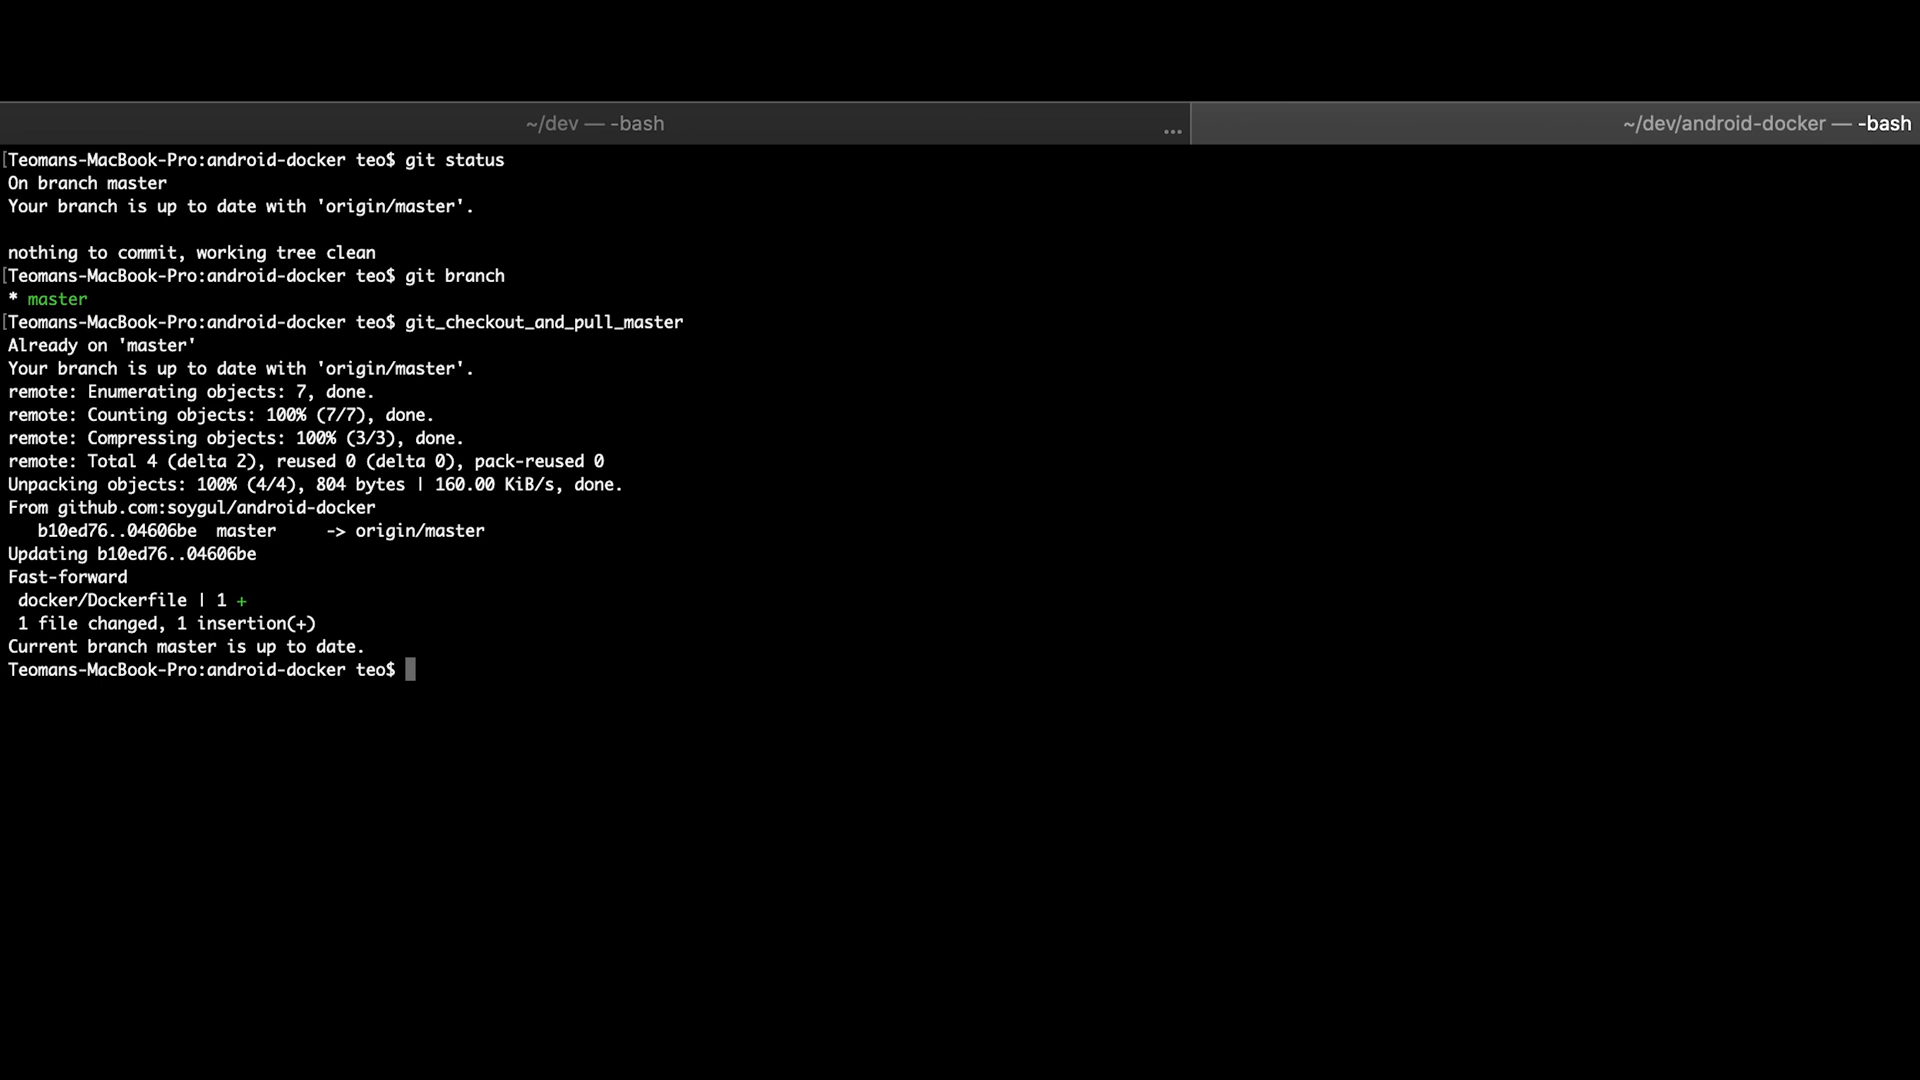 ~/dev — -bash
...
~/dev/android-docker — -bash
[Teomans-MacBook-Pro:android-docker teo$ git status
On branch master
Your branch is up to date with 'origin/master'.
nothing to commit, working tree clean
[Teomans-MacBook-Pro:android-docker teo$ git branch
* master
[Teomans-MacBook-Pro:android-docker teo$ git_checkout_and_pull_master
Already on 'master'
Your branch is up to date with 'origin/master'.
remote: Enumerating objects: 7, done.
remote: Counting objects: 100% (7/7), done.
remote: Compressing objects: 100% (3/3), done.
remote: Total 4 (delta 2), reused 0 (delta 0), pack-reused 0
Unpacking objects: 100% (4/4), 804 bytes | 160.00 KiB/s, done.
From github.com:soygul/android-docker
   b10ed76..04606be  master     -> origin/master
Updating b10ed76..04606be
Fast-forward
 docker/Dockerfile | 1 +
 1 file changed, 1 insertion(+)
Current branch master is up to date.
Teomans-MacBook-Pro:android-docker teo$